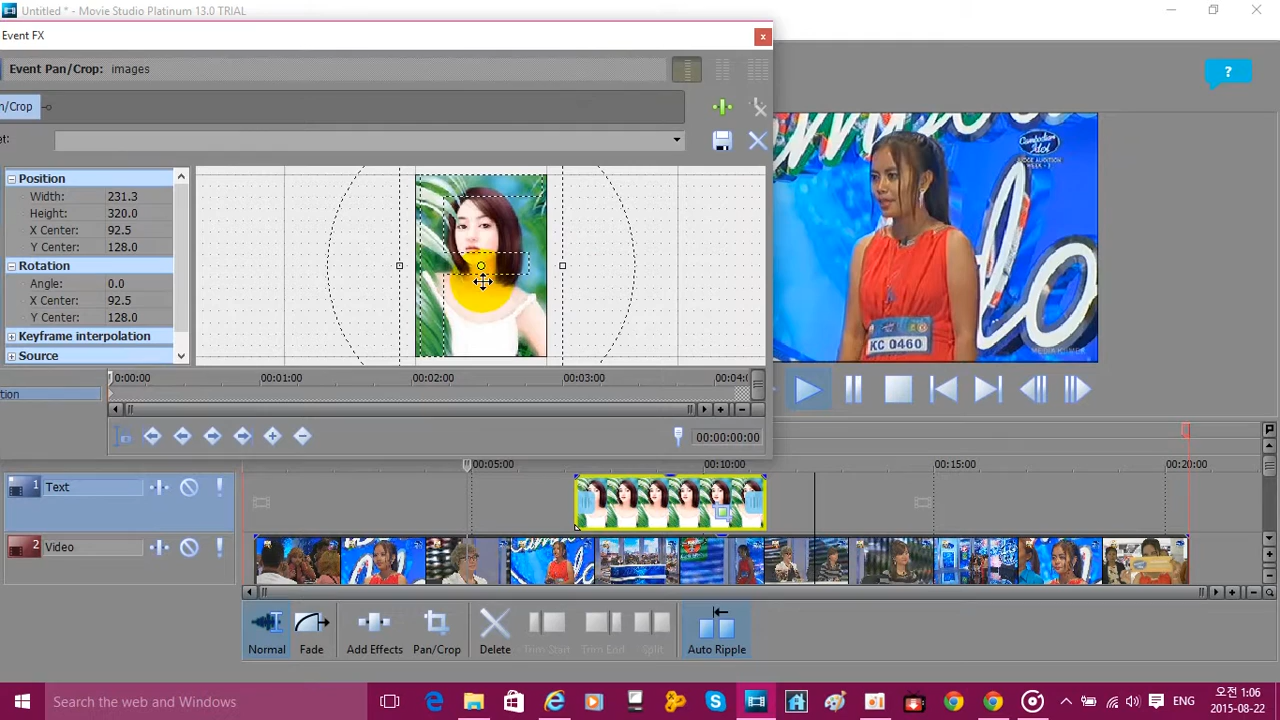 Untitled * - Movie Studio Platinum 13.0 TRIAL
Event FX
Event Pan/Crop: images
n/Crop
et:
Position
Width: 231.3
Height: 320.0
X Center: 92.5
Y Center: 128.0
Rotation
Angle: 0.0
X Center: 92.5
Y Center: 128.0
Keyframe interpolation
Source
?
Cambodian
Idol
JUDGE AUDITION
WEEK - 
KC 0460
0:00:00 00:01:00 00:02:00 00:03:00 00:04:
tion
00:00:00:00
00:05:00 00:10:00 00:15:00 00:20:00
1 Text
2 Video
Normal Fade Add Effects Pan/Crop Delete Trim Start Trim End Split Auto Ripple
Search the web and Windows
ENG
오전 1:06
2015-08-22